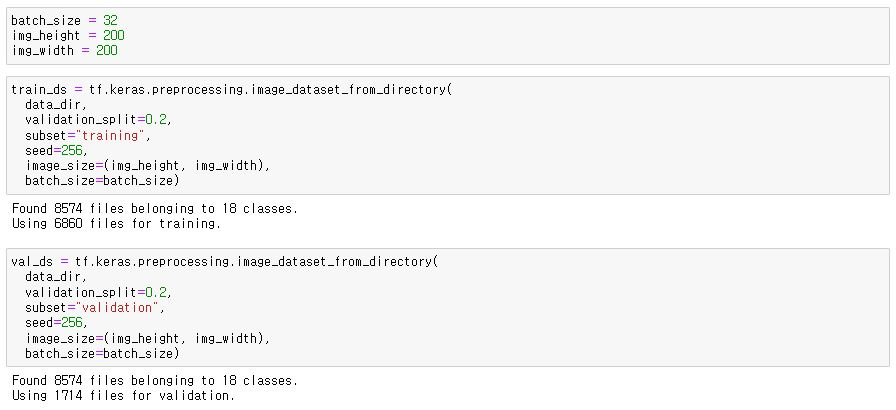 batch_size = 32
img_height = 200
img_width = 200
train_ds = tf.keras.preprocessing.image_dataset_from_directory(
  data_dir,
  validation_split=0.2,
  subset="training",
  seed=256,
  image_size=(img_height, img_width),
  batch_size=batch_size)
Found 8574 files belonging to 18 classes.
Using 6860 files for training.
val_ds = tf.keras.preprocessing.image_dataset_from_directory(
  data_dir,
  validation_split=0.2,
  subset="validation",
  seed=256,
  image_size=(img_height, img_width),
  batch_size=batch_size)
Found 8574 files belonging to 18 classes.
Using 1714 files for validation.